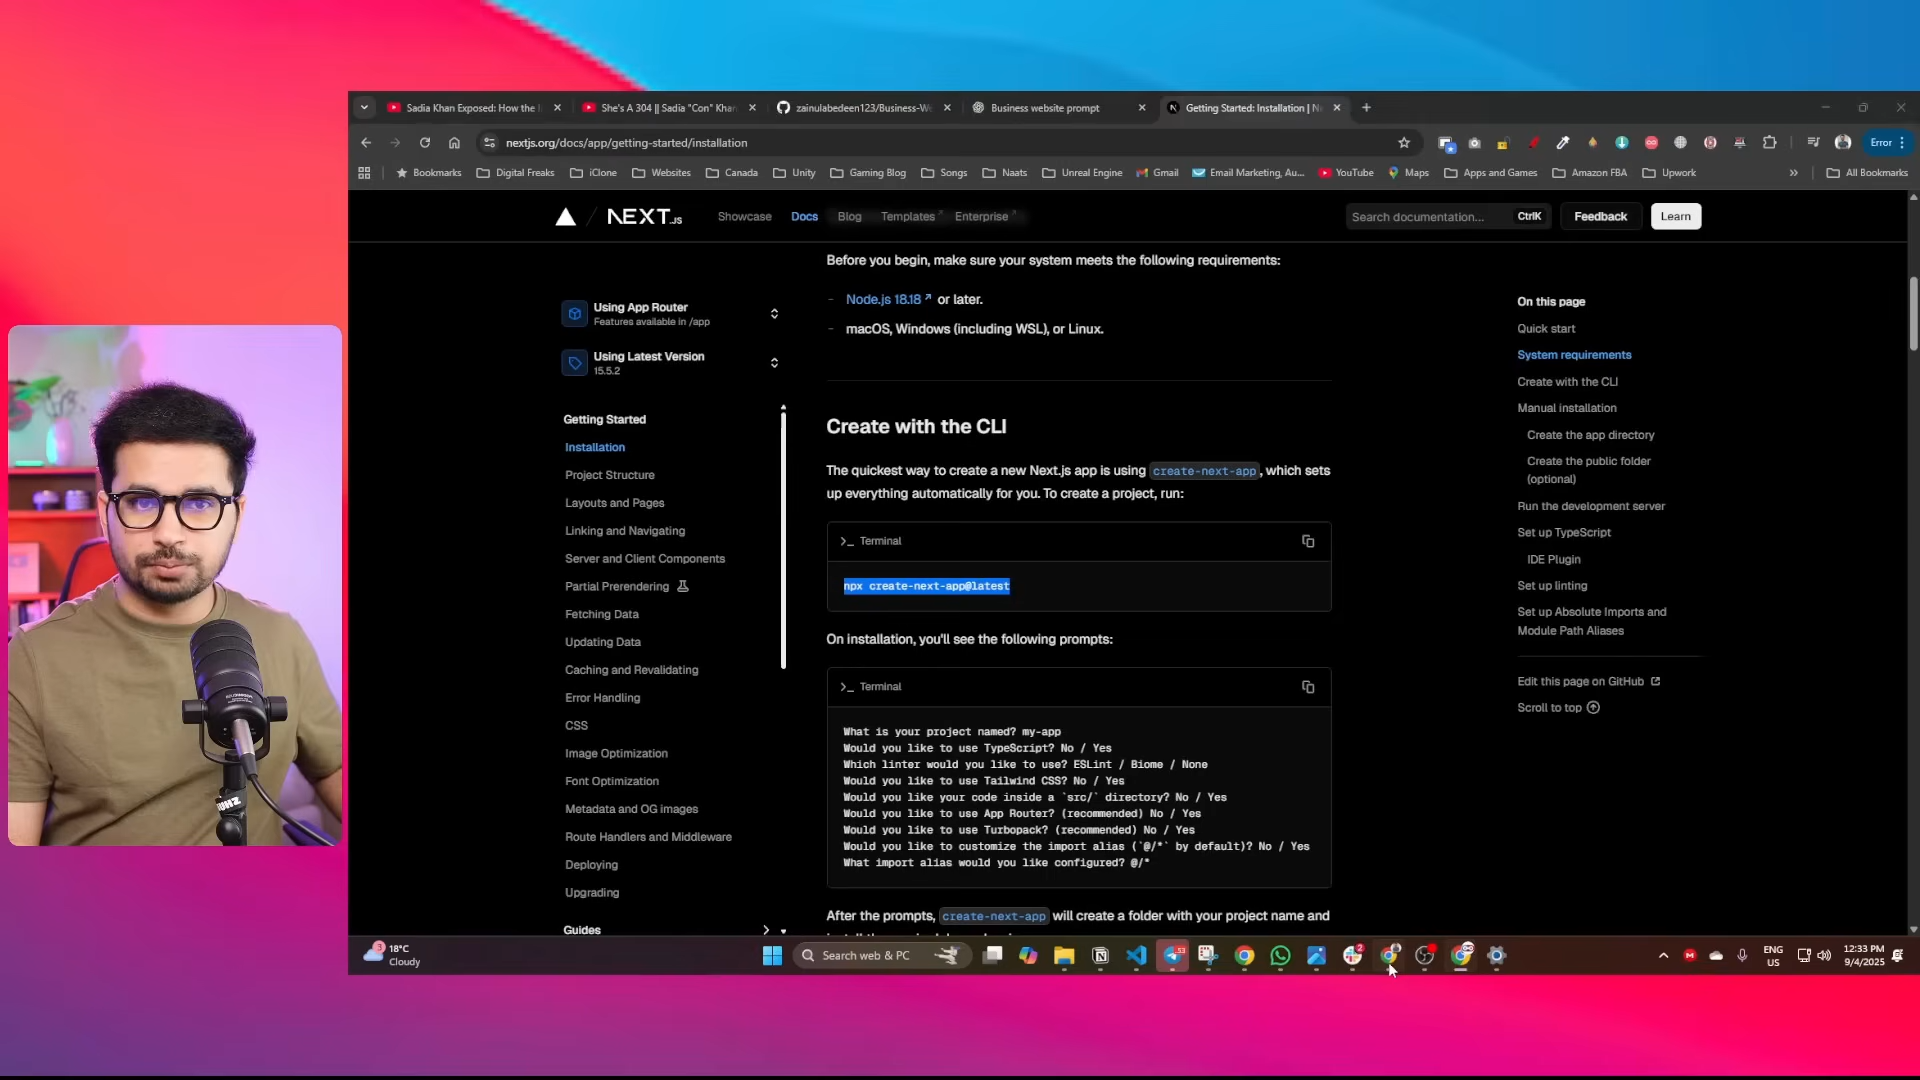 Sadia Khan Exposed: How the
She's A 304 || Sadia "Con" Khan
zainulabedeen123/Business-We
Business website prompt
Getting Started: Installation | Ne
nextjs.org/docs/app/getting-started/installation
Error
Bookmarks
Digital Freaks
iClone
Websites
Canada
Unity
Gaming Blog
Songs
Naats
Unreal Engine
Gmail
Email Marketing, Au...
YouTube
Maps
Apps and Games
Amazon FBA
Upwork
All Bookmarks
NEXT.JS
Showcase
Docs
Blog
Templates
Enterprise
Search documentation...
CtrlK
Feedback
Learn
Using App Router
Features available in /app
Using Latest Version
15.5.2
Getting Started
Installation
Project Structure
Layouts and Pages
Linking and Navigating
Server and Client Components
Partial Prerendering
Fetching Data
Updating Data
Caching and Revalidating
Error Handling
CSS
Image Optimization
Font Optimization
Metadata and OG images
Route Handlers and Middleware
Deploying
Upgrading
Guides
Before you begin, make sure your system meets the following requirements:
- Node.js 18.18 or later.
- macOS, Windows (including WSL), or Linux.
Create with the CLI
The quickest way to create a new Next.js app is using create-next-app, which sets
up everything automatically for you. To create a project, run:
>_ Terminal
npx create-next-app@latest
On installation, you'll see the following prompts:
>_ Terminal
What is your project named? my-app
Would you like to use TypeScript? No / Yes
Which linter would you like to use? ESLint / Biome / None
Would you like to use Tailwind CSS? No / Yes
Would you like your code inside a `src/` directory? No / Yes
Would you like to use App Router? (recommended) No / Yes
Would you like to use Turbopack? (recommended) No / Yes
Would you like to customize the import alias (`@/*` by default)? No / Yes
What import alias would you like configured? @/*
After the prompts, create-next-app will create a folder with your project name and
On this page
Quick start
System requirements
Create with the CLI
Manual installation
Create the app directory
Create the public folder
(optional)
Run the development server
Set up TypeScript
IDE Plugin
Set up linting
Set up Absolute Imports and
Module Path Aliases
Edit this page on GitHub
Scroll to top
3
18°C
Cloudy
Search web & PC
53
2
ENG
US
12:33 PM
9/4/2025